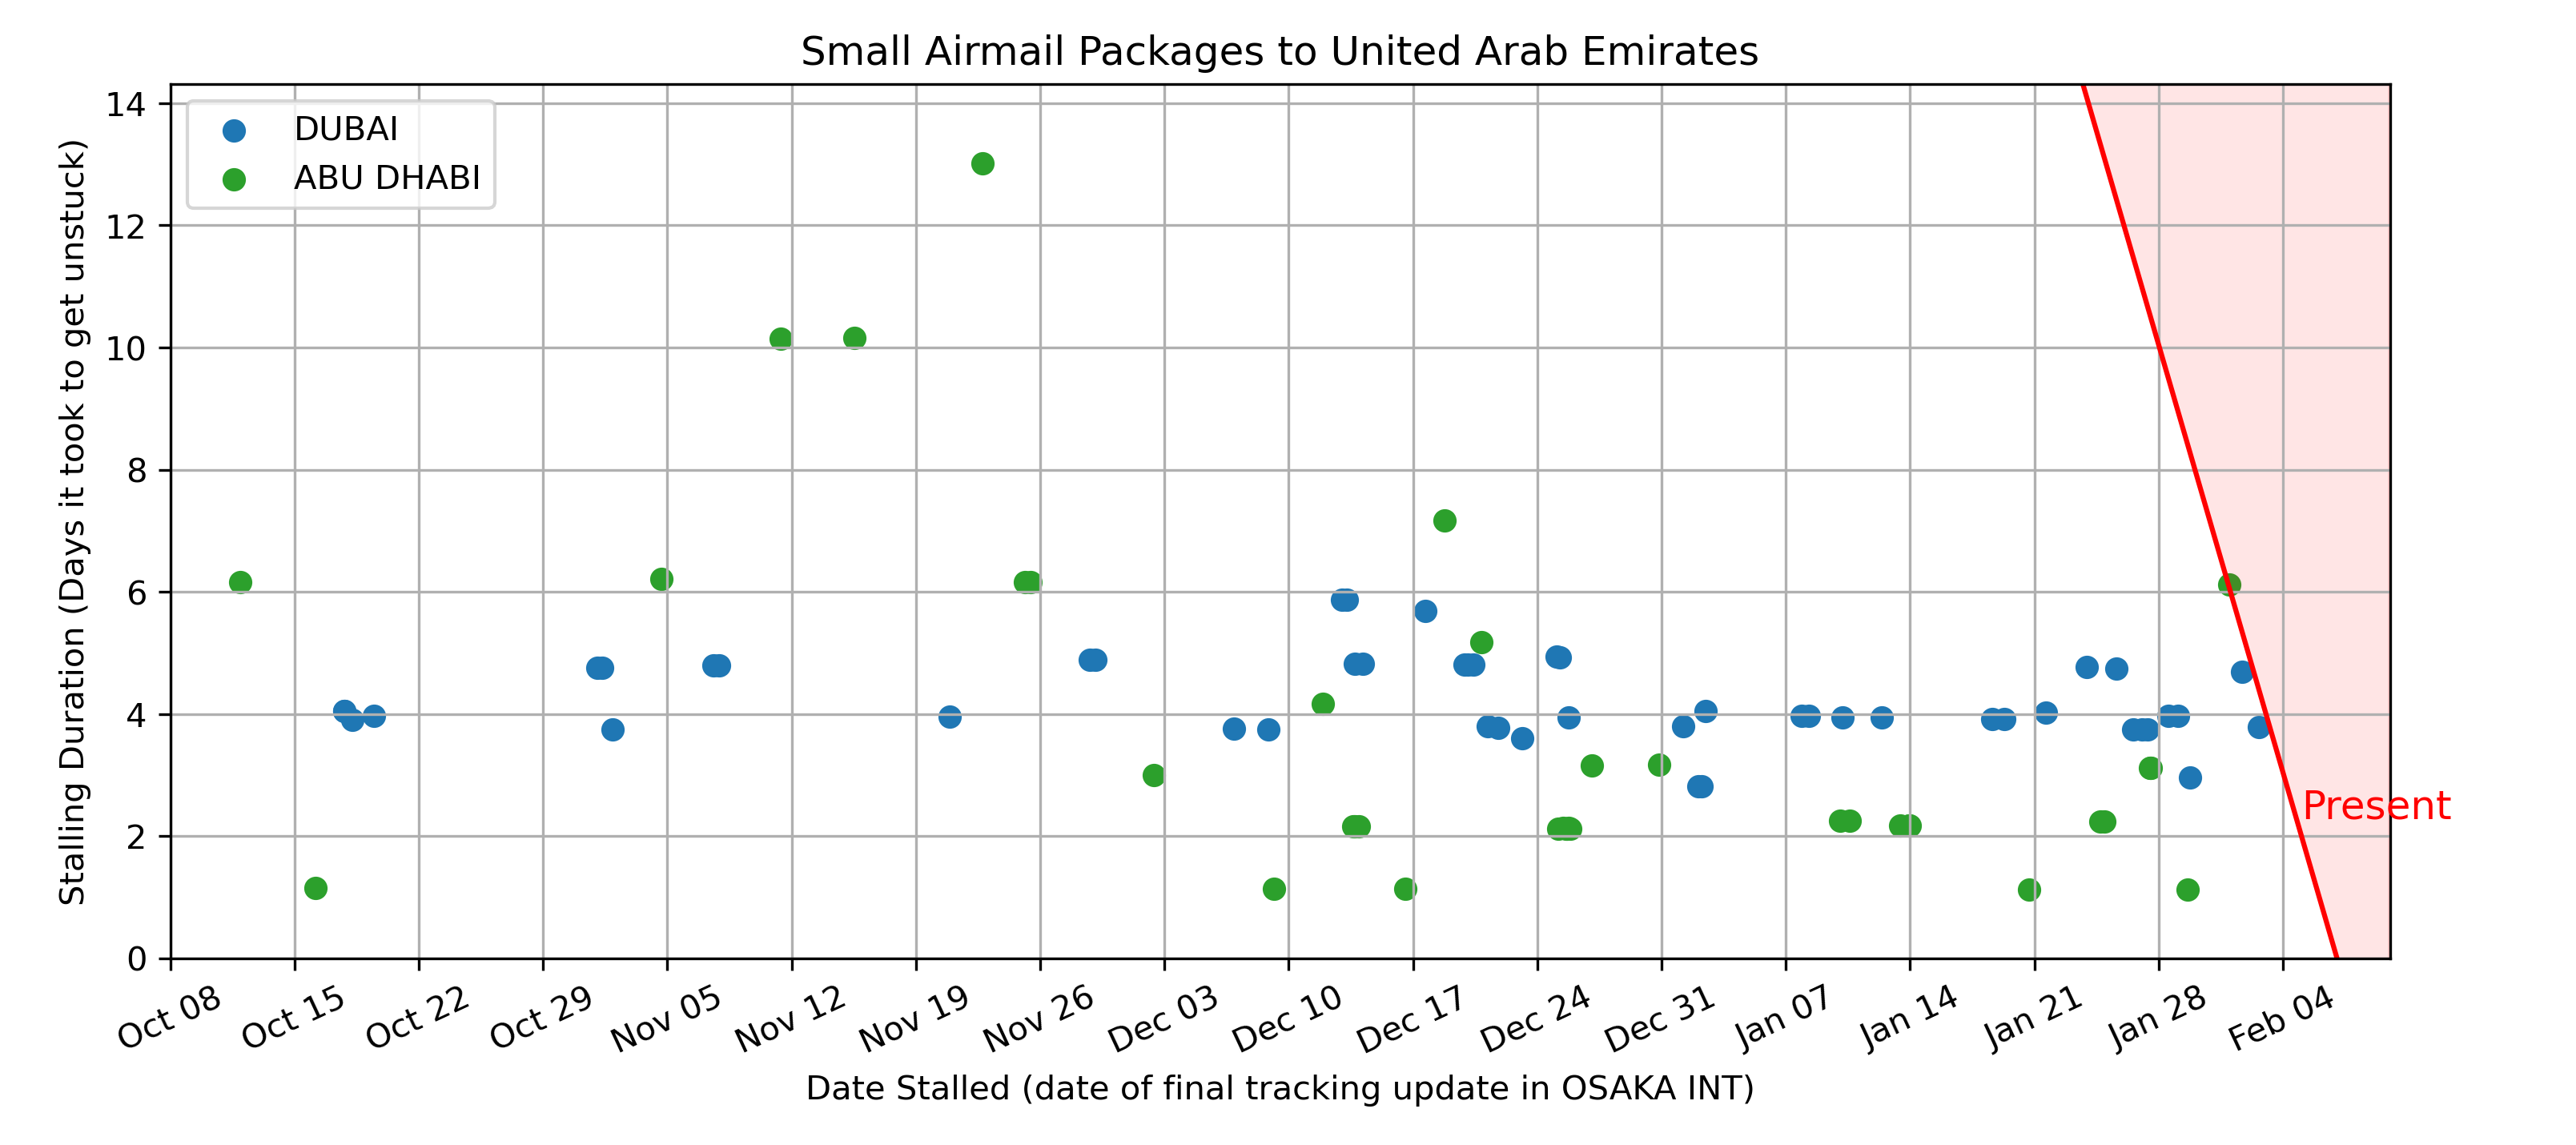 Small Airmail Packages to United Arab Emirates
DUBAI
ABU DHABI
Stalling Duration (Days it took to get unstuck)
14
12
10
8
6
4
2
0
Present
Oct 08
Oct 15
Oct 22
Oct 29
Nov 05
Nov 12
Nov 19
Nov 26
Dec 03
Dec 10
Dec 17
Dec 24
Dec 31
Jan 07
Jan 14
Jan 21
Jan 28
Feb 04
Date Stalled (date of final tracking update in OSAKA INT)